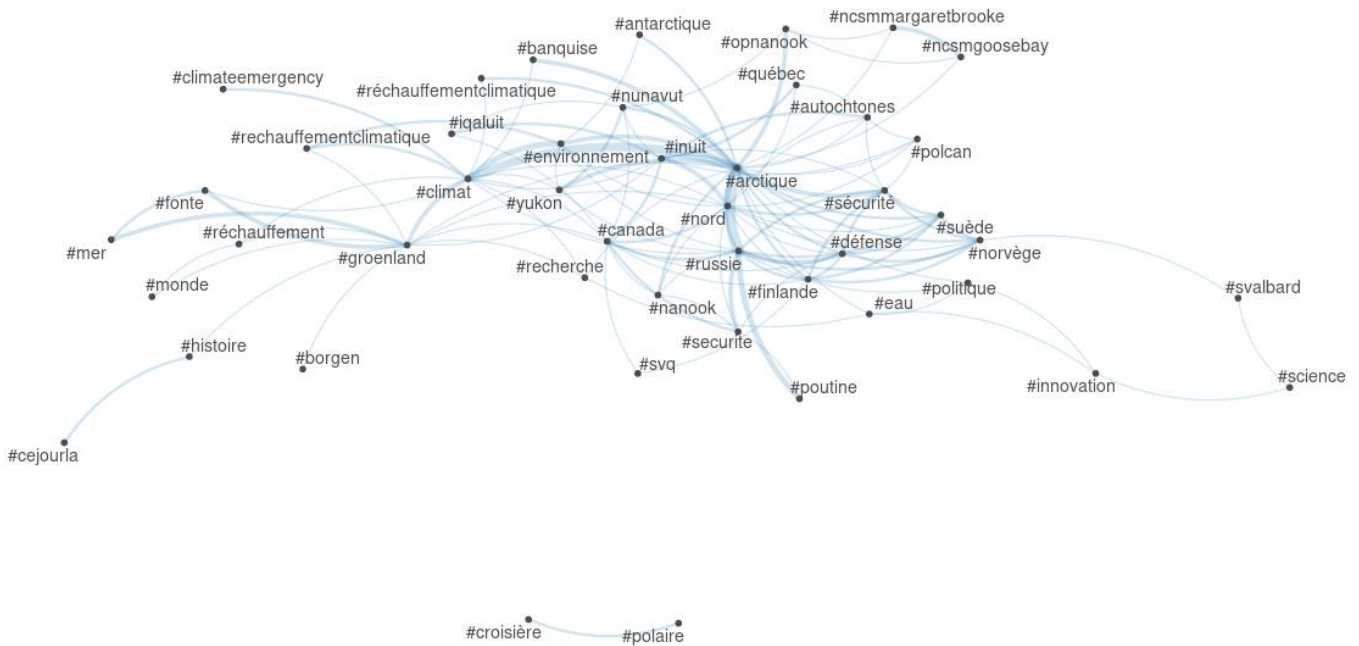 #ncsmmargaretbrooke
#antarctique
#opnanook
#ncsmgoosebay
#banquise
#climateemergency
#québec
#réchauffementclimatique
#nunavut
#autochtones
#iqaluit
#rechauffementclimatique
#inuit
#environnement
#polcan
#arctique
#climat
#yukon
#sécurité
#fonte
#nord
#suède
#réchauffement
#canada
#défense
#mer
#norvège
#groenland
#recherche
#russie
#monde
#finlande
#politique
#svalbard
#nanook
#eau
#securite
#histoire
#borgen
#svq
#science
#poutine
#innovation
#cejourla
#croisière
#polaire